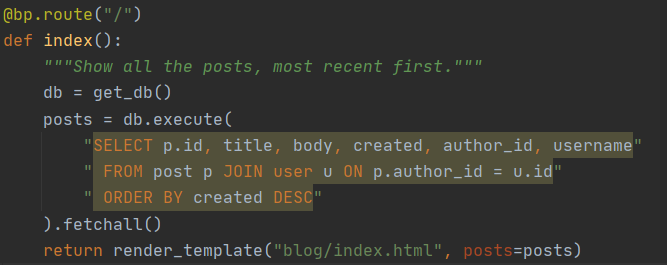 @bp.route("/")
def index():
    """Show all the posts, most recent first."""
    db = get_db()
    posts = db.execute(
        "SELECT p.id, title, body, created, author_id, username"
        " FROM post p JOIN user u ON p.author_id = u.id"
        " ORDER BY created DESC"
    ).fetchall()
    return render_template("blog/index.html", posts=posts)